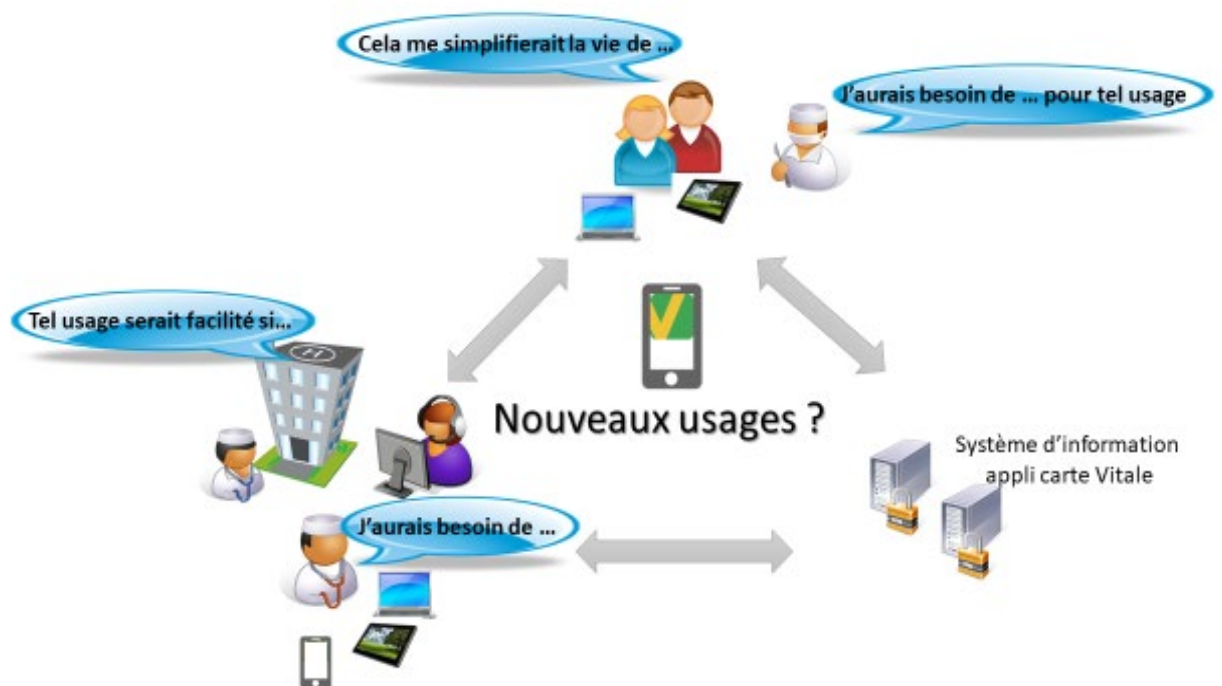 Cela me simplifierait la vie de ...
J'aurais besoin de ... pour tel usage
Tel usage serait facilité si...
H
Nouveaux usages ?
Système d'information
appli carte Vitale
J'aurais besoin de ...